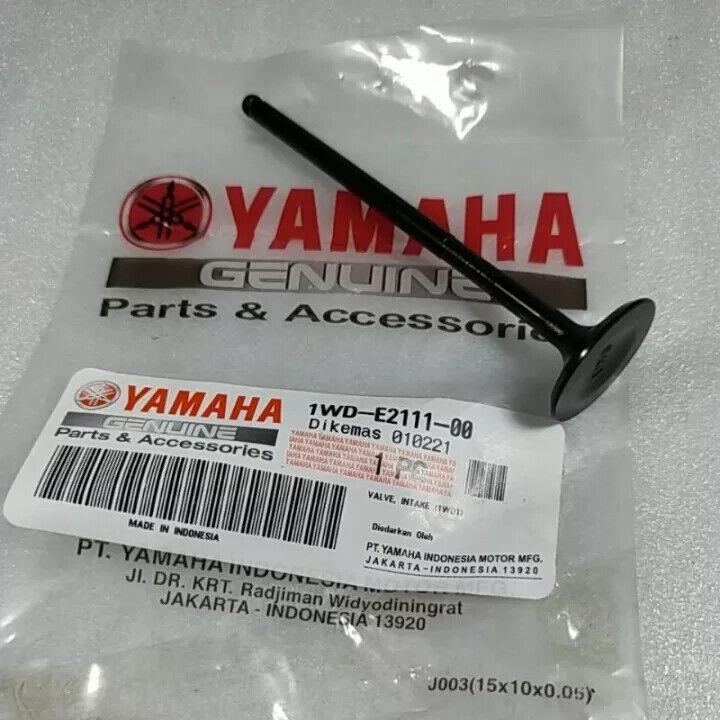 YAMAHA
GENUINE
Parts & Accessories
YAMAHA
GENUINE
Parts & Accessories
MADE IN INDONESIA
1WD-E2111-00
Dikemas 010221
1 PC
VALVE, INTAKE (1WD1)
Diedarkan Oleh
PT. YAMAHA INDONESIA MOTOR MFG.
JAKARTA-INDONESIA 13920
PT. YAMAHA INDONESIA MOTOR MFG.
Jl. DR. KRT. Radjiman Widyodiningrat
JAKARTA - INDONESIA 13920
J003(15x10x0.05)